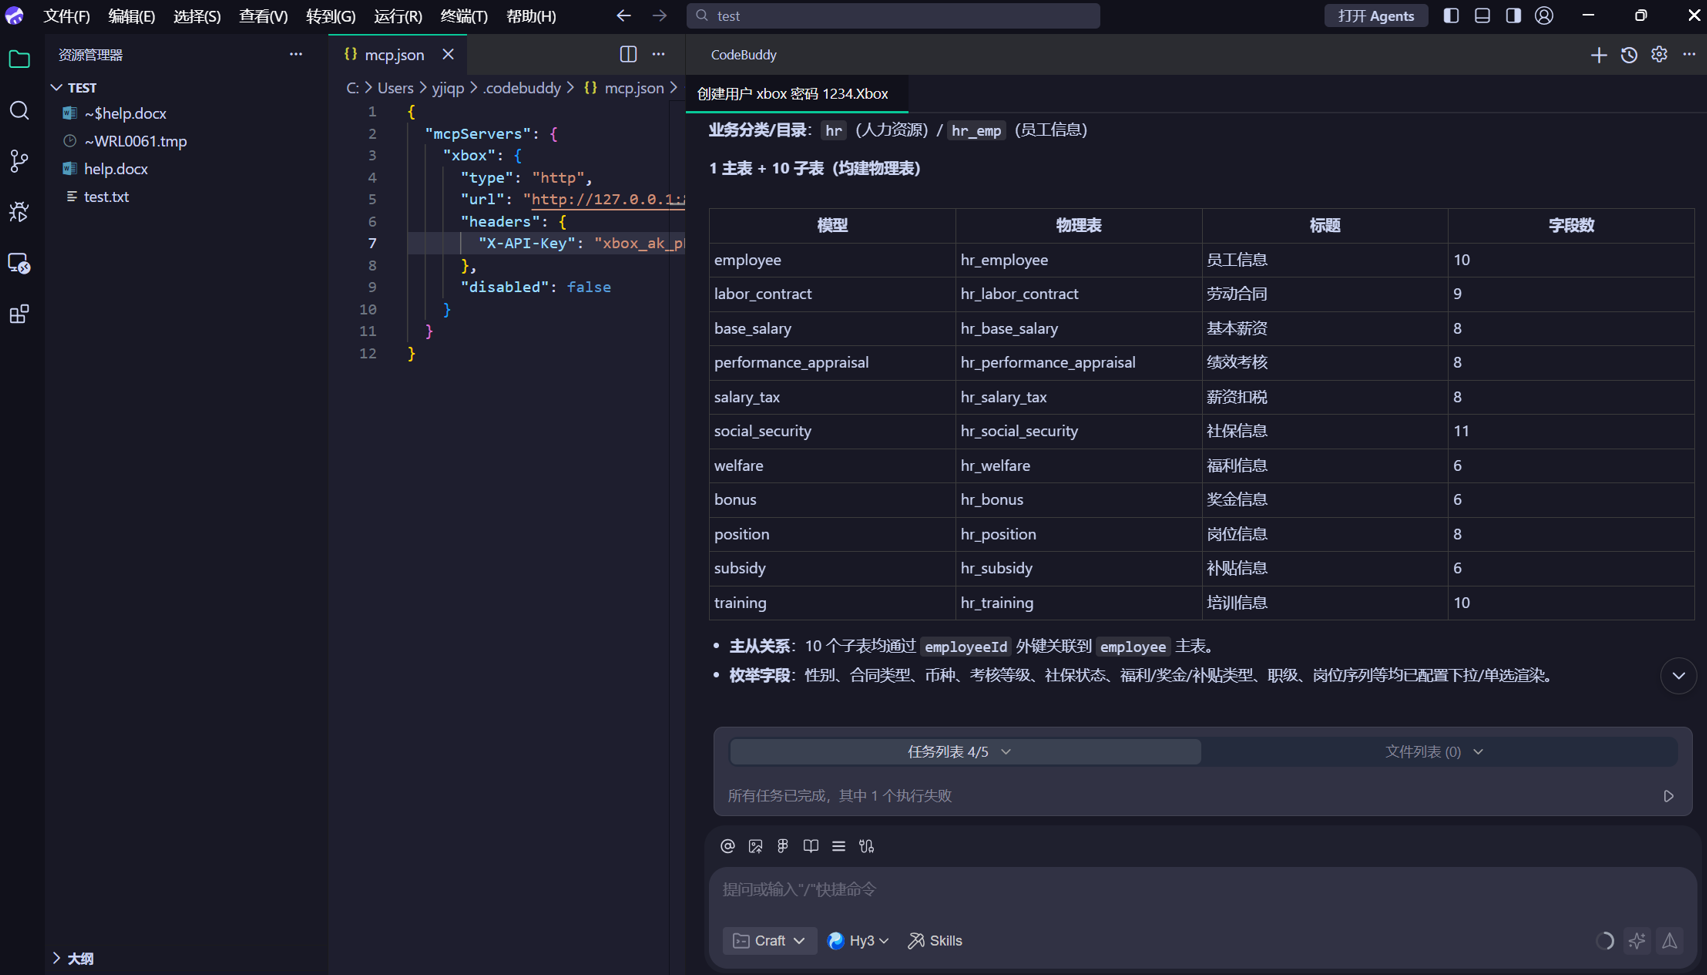 文件(F) 编辑(E) 选择(S) 查看(V) 转到(G) 运行(R) 终端(T) 帮助(H) test 打开 Agents
资源管理器
TEST
~$help.docx
~WRL0061.tmp
help.docx
test.txt
大纲
{} mcp.json
C: > Users > yjiqp > .codebuddy > {} mcp.json >
1 {
2 "mcpServers": {
3 "xbox": {
4 "type": "http",
5 "url": "http://127.0.0.1:
6 "headers": {
7 "X-API-Key": "xbox_ak_p
8 },
9 "disabled": false
10 }
11 }
12 }
CodeBuddy
创建用户 xbox 密码 1234.Xbox
业务分类/目录: hr (人力资源) / hr_emp (员工信息)
1 主表 + 10 子表 (均建物理表)
模型 物理表 标题 字段数
employee hr_employee 员工信息 10
labor_contract hr_labor_contract 劳动合同 9
base_salary hr_base_salary 基本薪资 8
performance_appraisal hr_performance_appraisal 绩效考核 8
salary_tax hr_salary_tax 薪资扣税 8
social_security hr_social_security 社保信息 11
welfare hr_welfare 福利信息 6
bonus hr_bonus 奖金信息 6
position hr_position 岗位信息 8
subsidy hr_subsidy 补贴信息 6
training hr_training 培训信息 10
• 主从关系: 10 个子表均通过 employeeId 外键关联到 employee 主表。
• 枚举字段: 性别、合同类型、币种、考核等级、社保状态、福利/奖金/补贴类型、职级、岗位序列等均已配置下拉/单选渲染。
任务列表 4/5 文件列表 (0)
所有任务已完成，其中 1 个执行失败
提问或输入"/"快捷命令
Craft Hy3 Skills